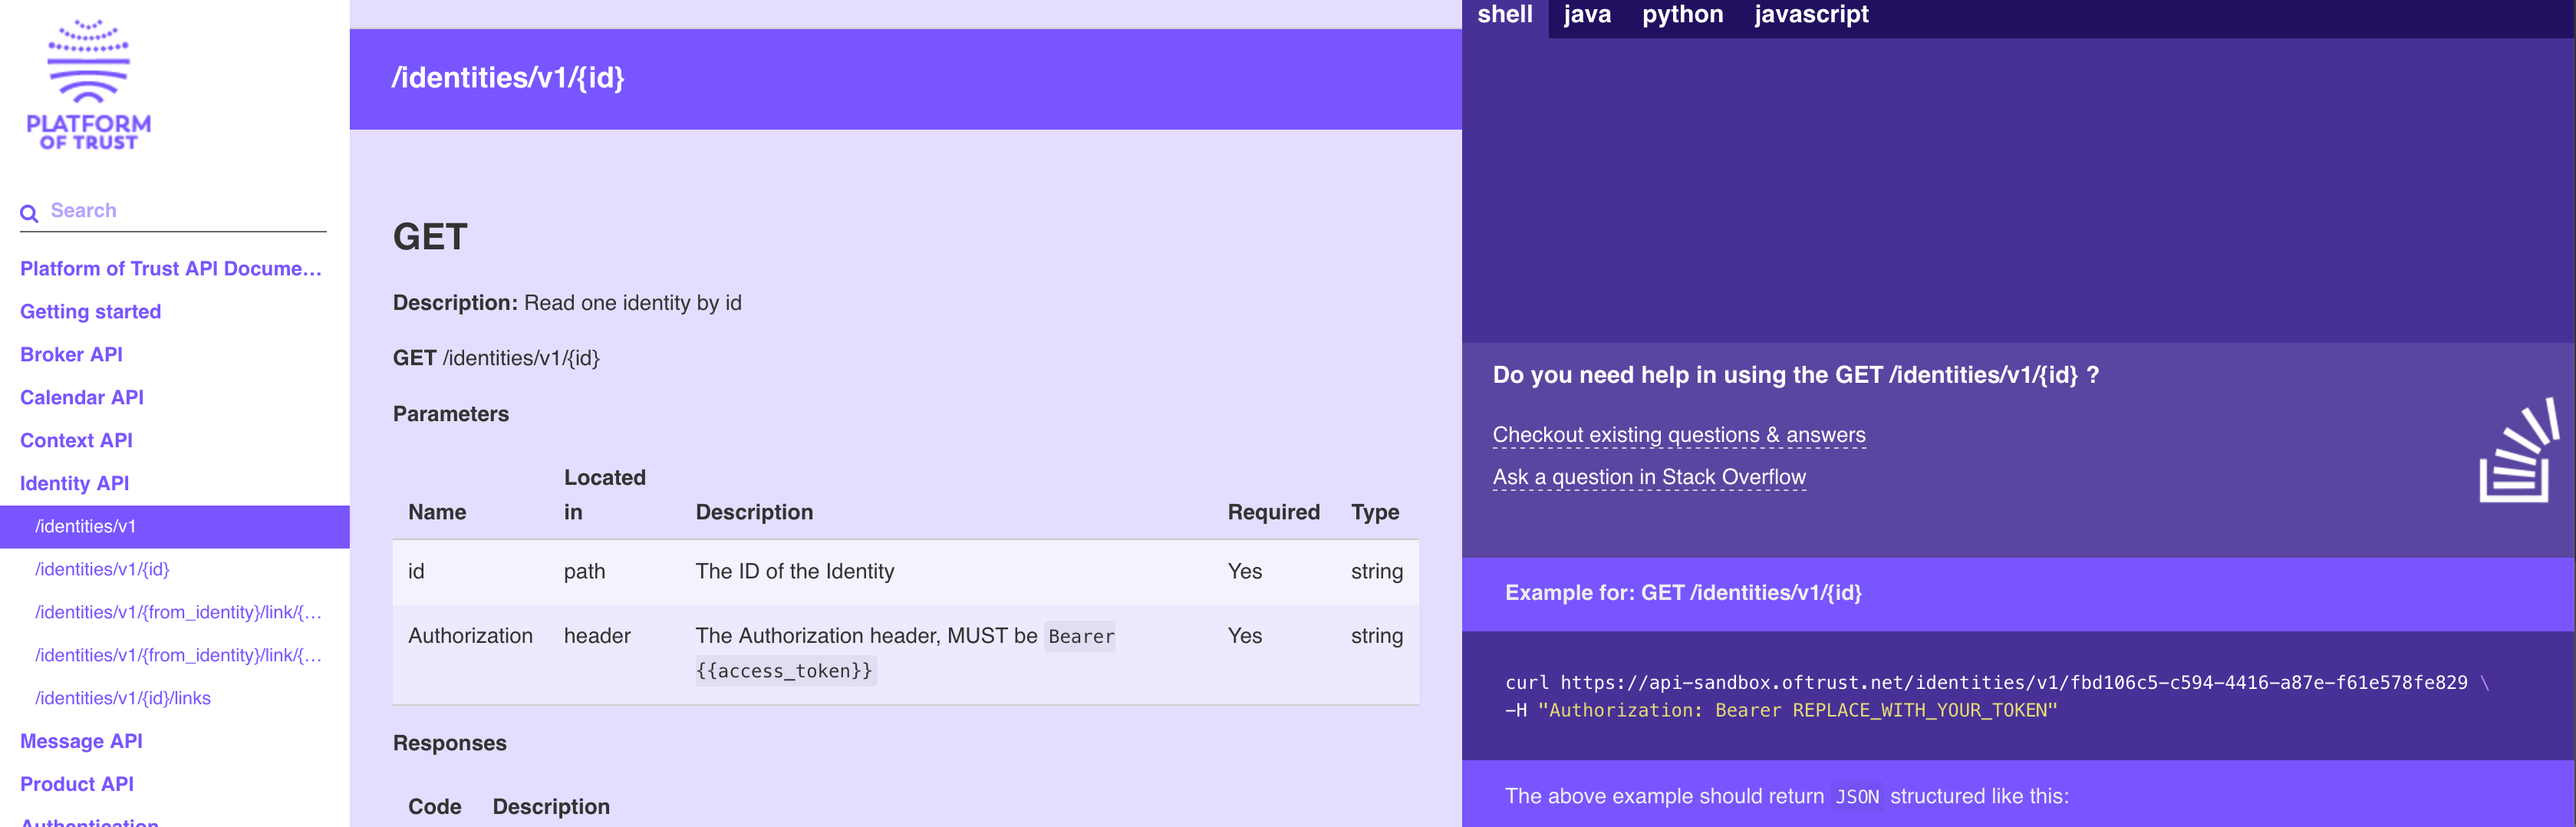 PLATFORM
OF TRUST
Search
Platform of Trust API Docume...
Getting started
Broker API
Calendar API
Context API
Identity API
/identities/v1
/identities/v1/{id}
/identities/v1/{from_identity}/link/{...
/identities/v1/{from_identity}/link/{...
/identities/v1/{id}/links
Message API
Product API
Authentication
/identities/v1/{id}
GET
Description: Read one identity by id
GET /identities/v1/{id}
Parameters
Name Located in Description Required Type
id path The ID of the Identity Yes string
Authorization header The Authorization header, MUST be Bearer Yes string
{{access_token}}
Responses
Code Description
shell java python javascript
Do you need help in using the GET /identities/v1/{id} ?
Checkout existing questions & answers
Ask a question in Stack Overflow
Example for: GET /identities/v1/{id}
curl https://api-sandbox.oftrust.net/identities/v1/fbd106c5-c594-4416-a87e-f61e578fe829 \
-H "Authorization: Bearer REPLACE_WITH_YOUR_TOKEN"
The above example should return JSON structured like this: